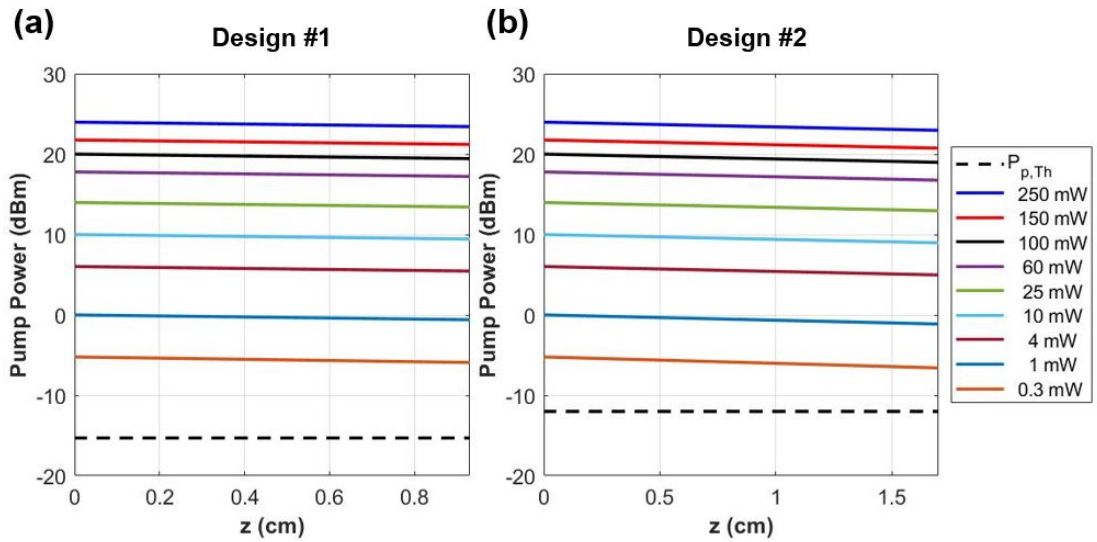 (a)
Design #1
30
20
10
0
-10
-20
0
0.2
0.4
0.6
0.8
z (cm)
Pump Power (dBm)
(b)
Design #2
30
20
10
0
-10
-20
0
0.5
1
1.5
z (cm)
Pump Power (dBm)
P_p,Th
250 mW
150 mW
100 mW
60 mW
25 mW
10 mW
4 mW
1 mW
0.3 mW